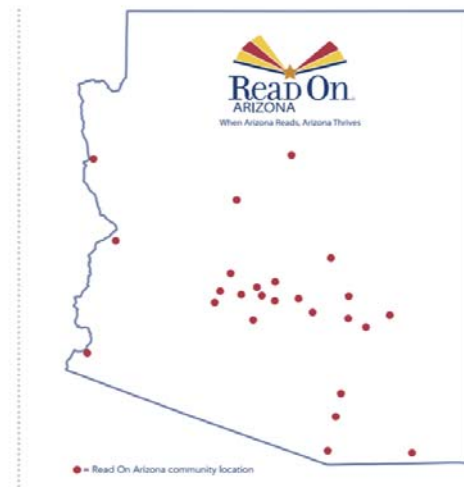 Read On
ARIZONA
When Arizona Reads, Arizona Thrives
= Read On Arizona community location